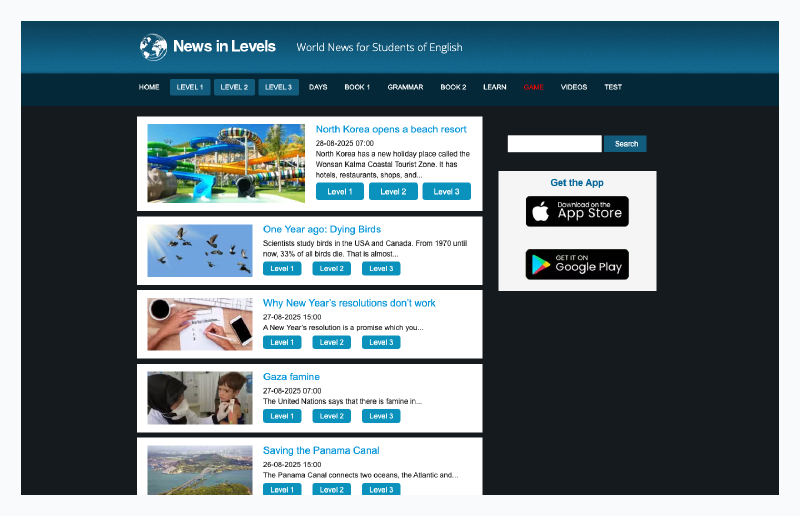 News in Levels
World News for Students of English
HOME LEVEL 1 LEVEL 2 LEVEL 3 DAYS BOOK 1 GRAMMAR BOOK 2 LEARN GAME VIDEOS TEST
North Korea opens a beach resort
28-08-2025 07:00
North Korea has a new holiday place called the
Wonsan Kalma Coastal Tourist Zone. It has
hotels, restaurants, shops, and...
Level 1 Level 2 Level 3
One Year ago: Dying Birds
Scientists study birds in the USA and Canada. From 1970 until
now, 33% of all birds die. That is almost...
Level 1 Level 2 Level 3
Why New Year's resolutions don't work
27-08-2025 15:00
A New Year's resolution is a promise which you...
Level 1 Level 2 Level 3
Gaza famine
27-08-2025 07:00
The United Nations says that there is famine in...
Level 1 Level 2 Level 3
Saving the Panama Canal
26-08-2025 15:00
The Panama Canal connects two oceans, the Atlantic and...
Level 1 Level 2 Level 3
Search
Get the App
Download on the
App Store
GET IT ON
Google Play